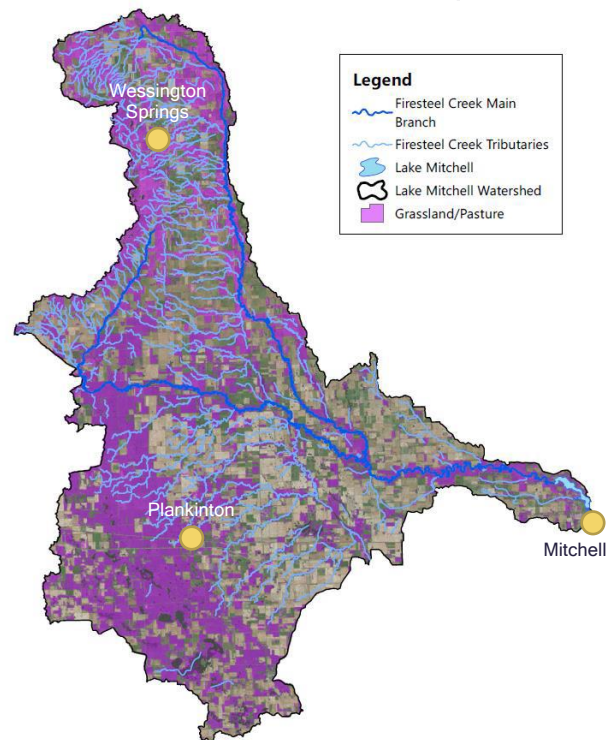 Wessington
Springs
Legend
Firesteel Creek Main
Branch
Firesteel Creek Tributaries
Lake Mitchell
Lake Mitchell Watershed
Grassland/Pasture
Plankinton
Mitchell